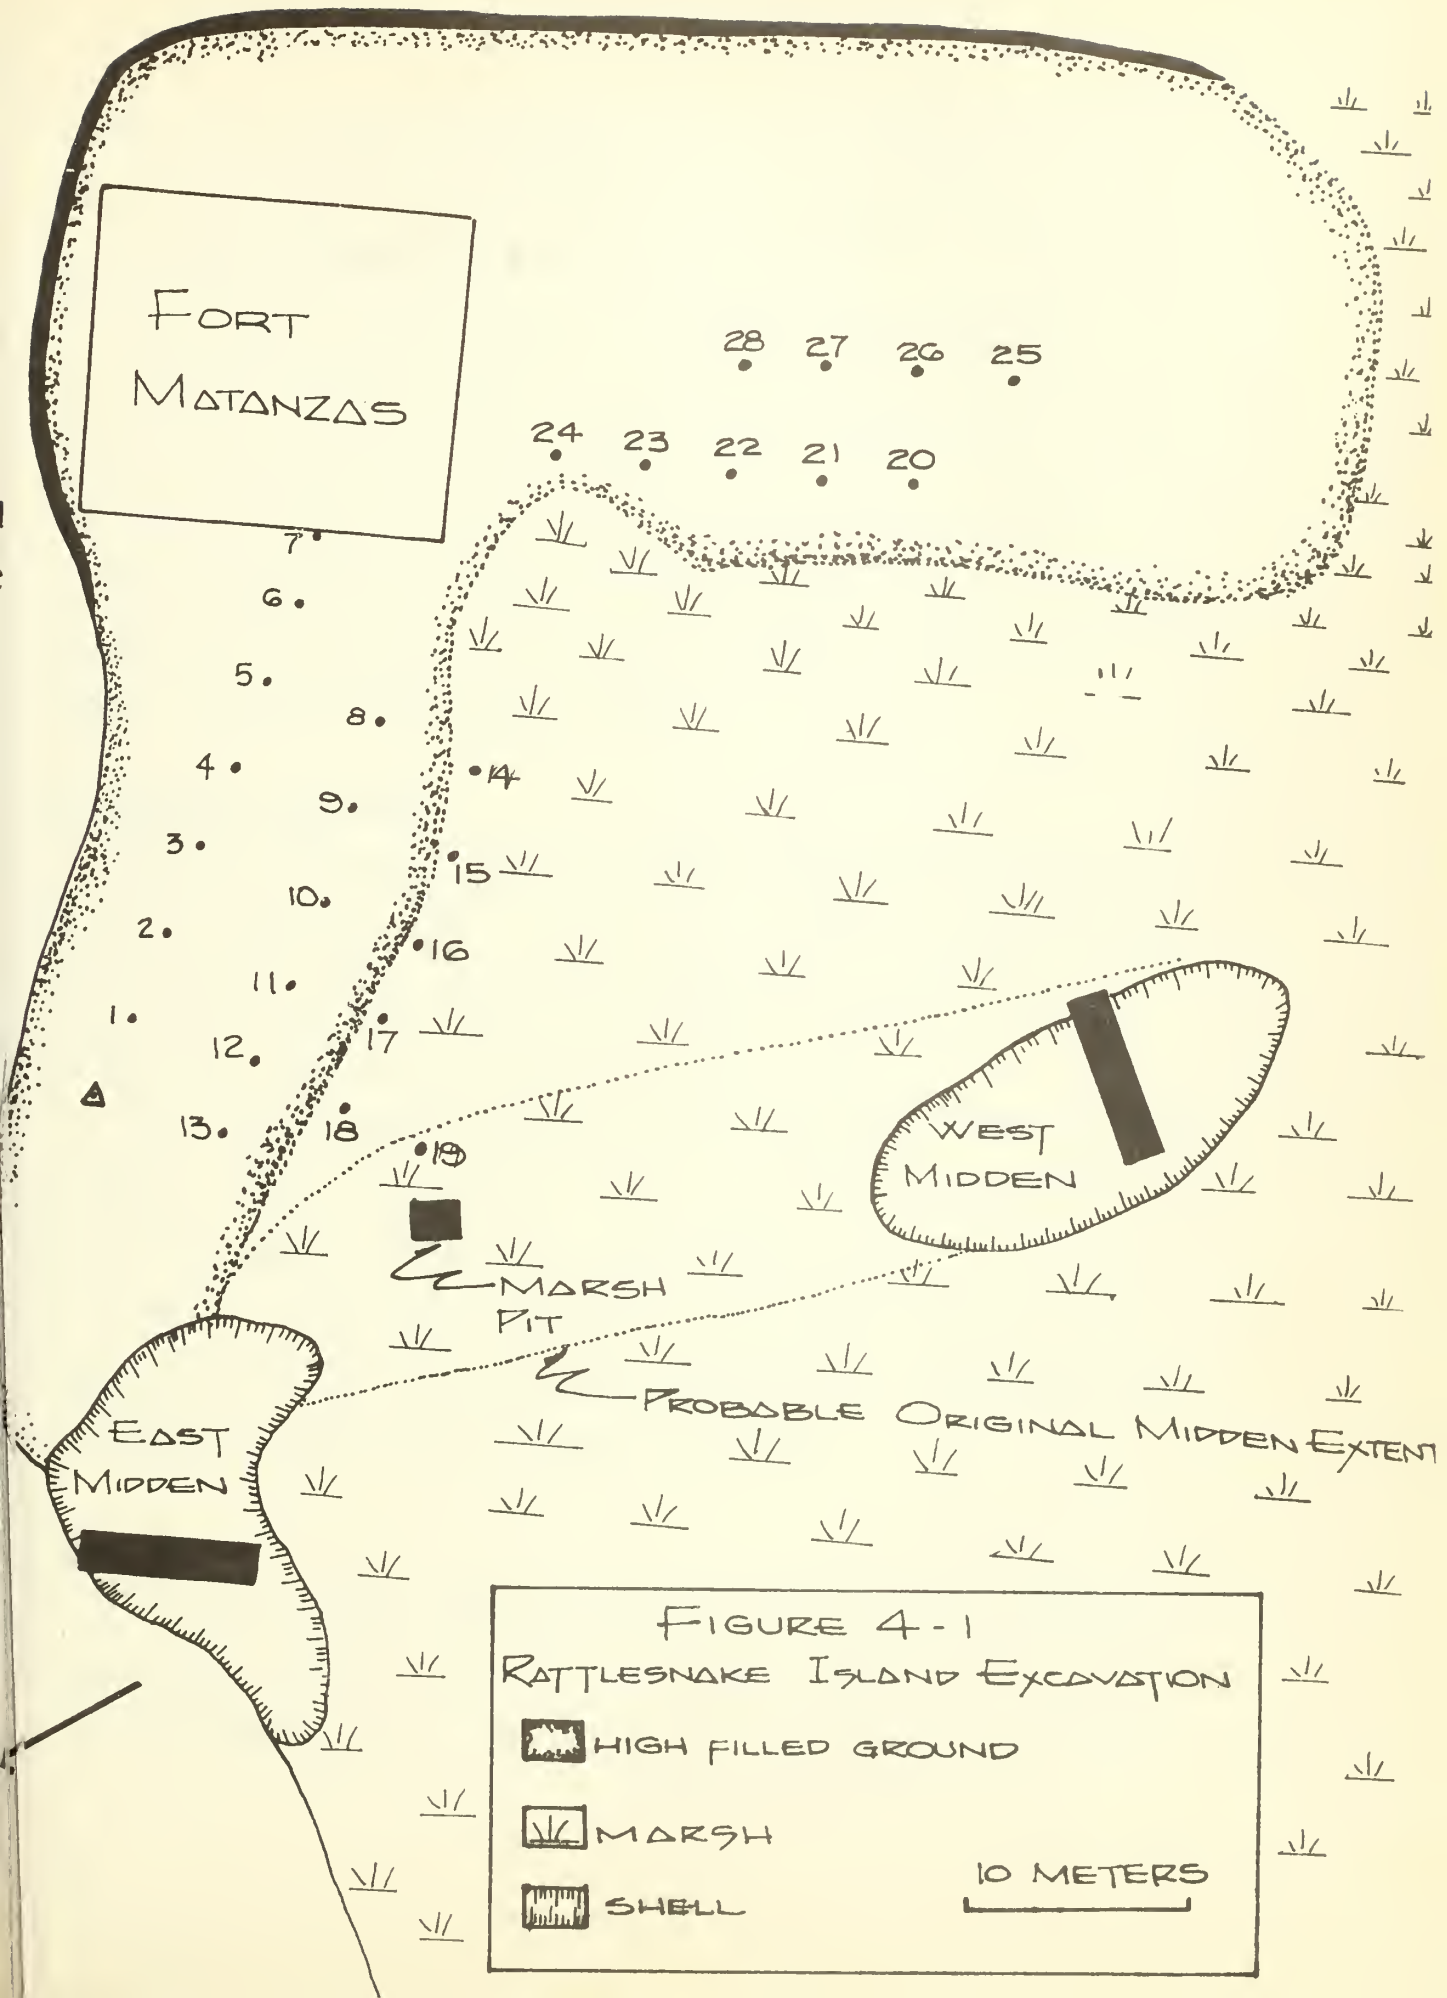 FORT
MATANZAS
28 27 26 25
24 23 22 21 20
7
6
5
8
4
14
9
3
15
10
2
16
11
1
17
12
13 18
19
WEST
MIDDEN
MARSH
PIT
PROBABLE ORIGINAL MIDDEN EXTENT
EAST
MIDDEN
FIGURE 4-1
RATTLESNAKE ISLAND EXCAVATION
HIGH FILLED GROUND
MARSH
10 METERS
SHELL